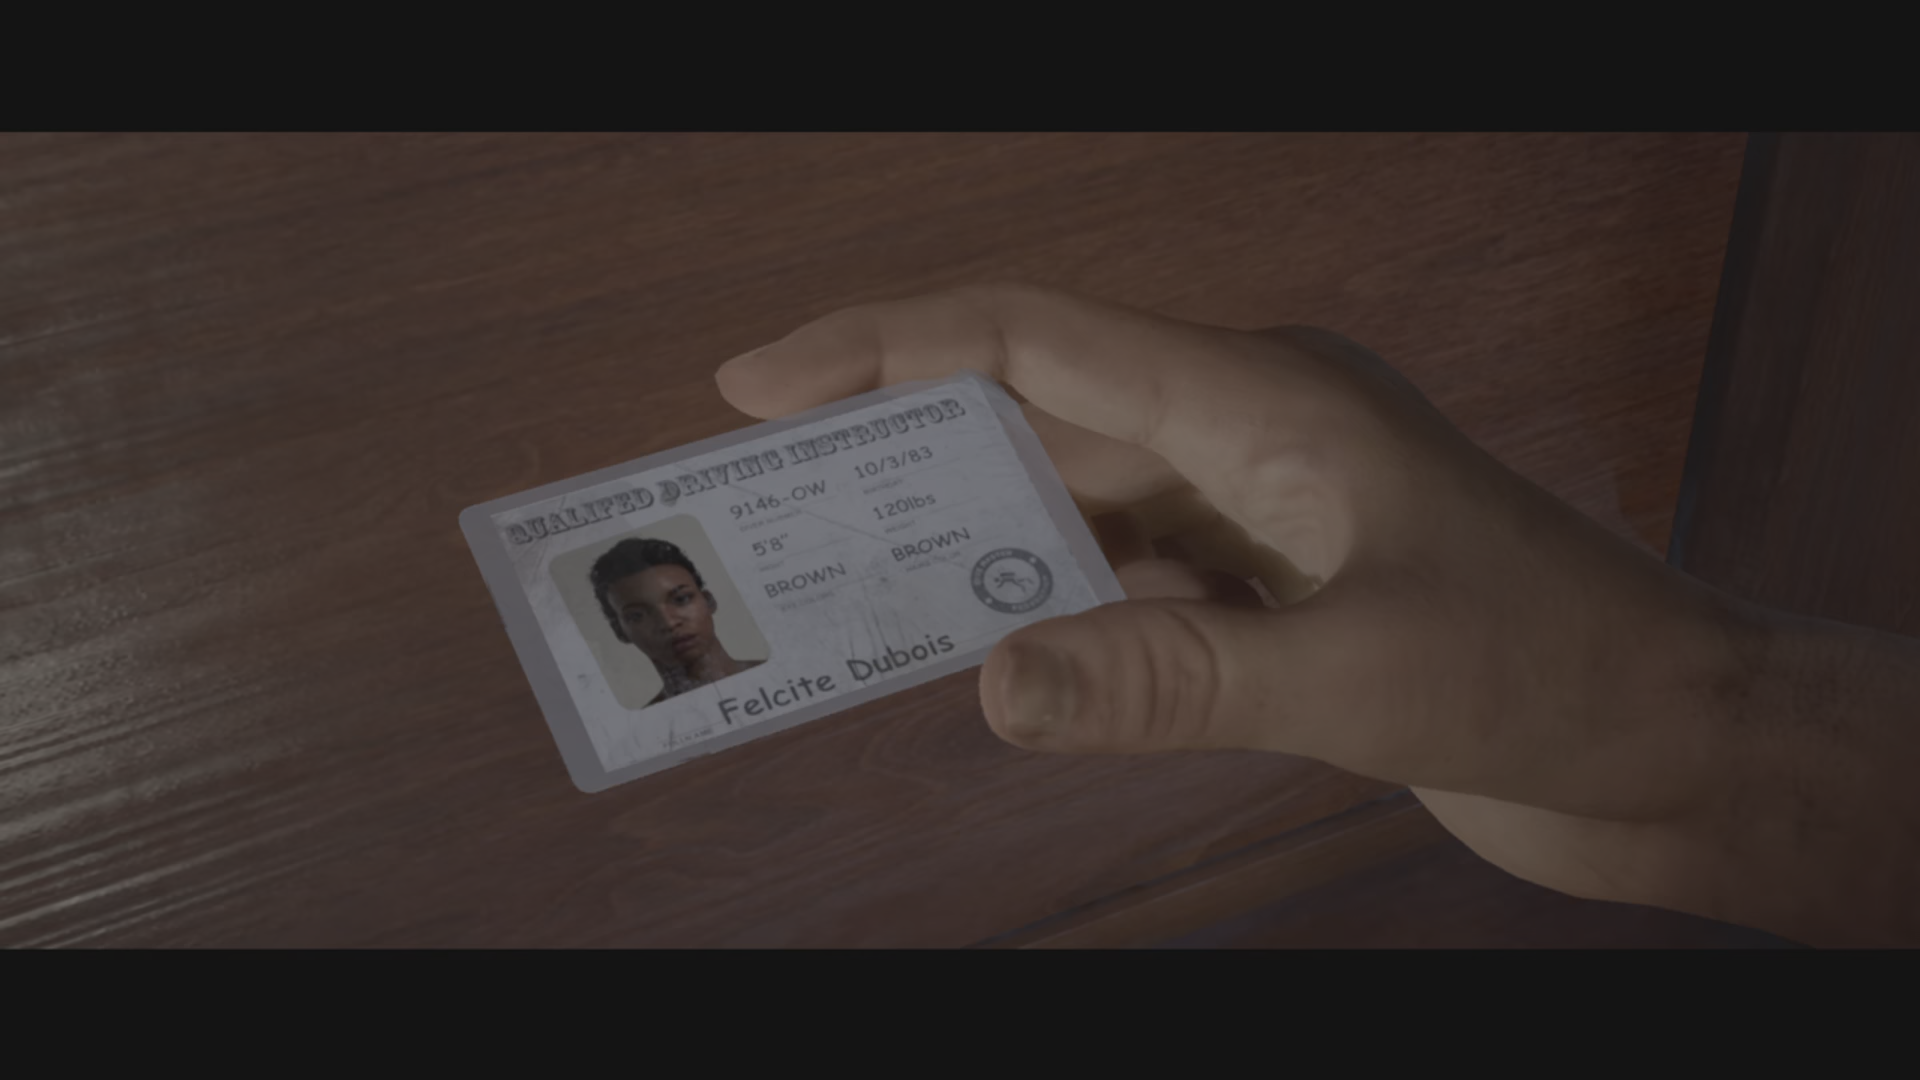 QUALIFED DRIVING INSTRUCTOR
9146-OW 10/3/83
5'8" 120lbs
BROWN BROWN
Felcite Dubois